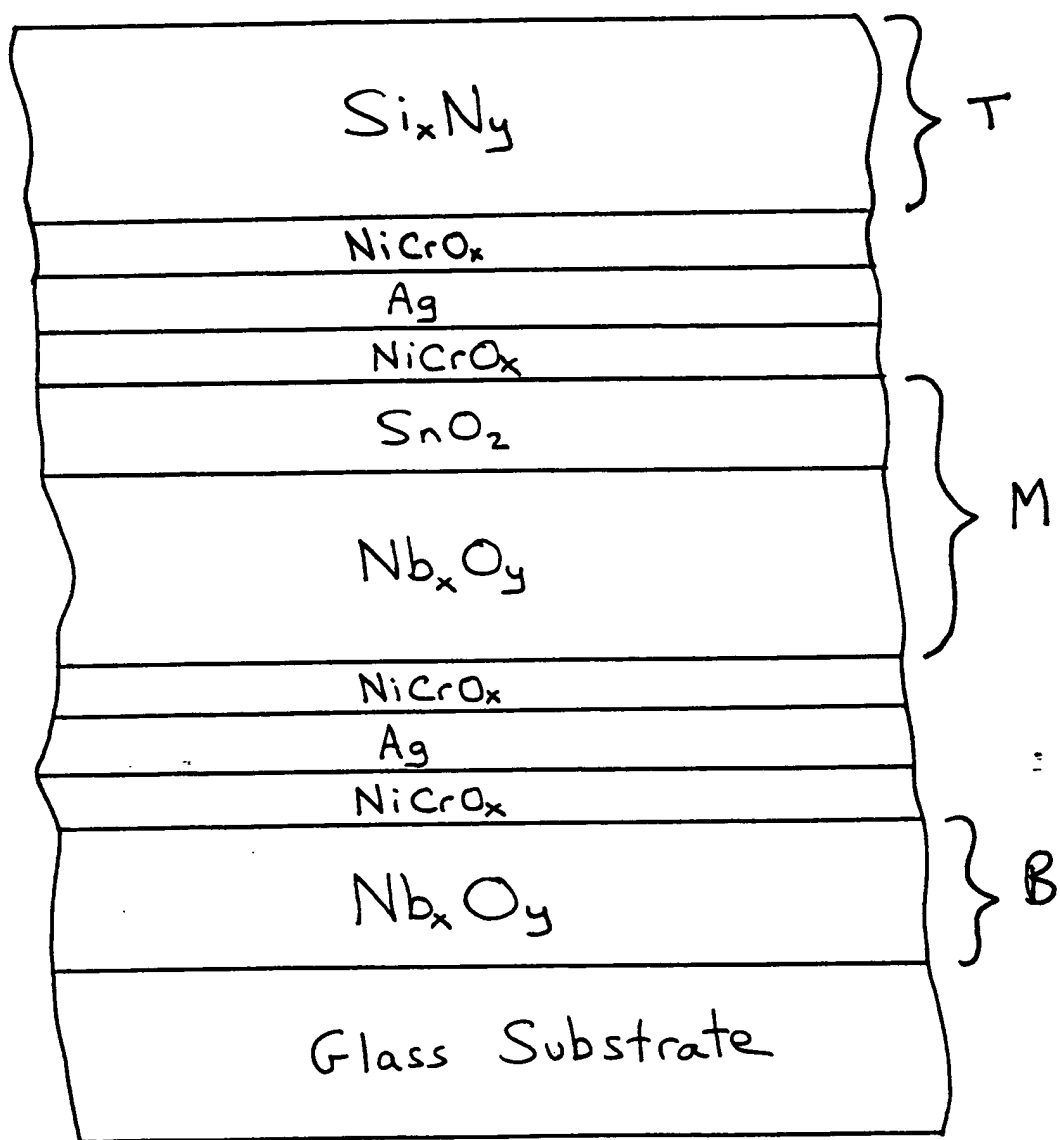 SiₓNy
T
NiCrOₓ
Ag
NiCrOₓ
SnO₂
M
NbₓOy
NiCrOₓ
Ag
NiCrOₓ
NbₓOy
B
Glass Substrate